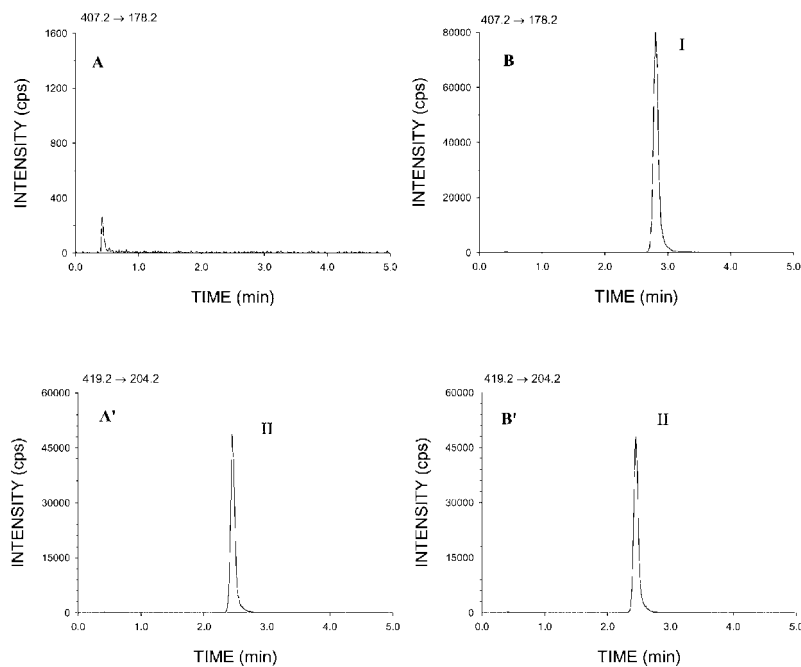 407.2 → 178.2
A
INTENSITY (cps)
1600
1200
800
400
0
0.0 1.0 2.0 3.0 4.0 5.0
TIME (min)
407.2 → 178.2
B
I
INTENSITY (cps)
80000
60000
40000
20000
0
0.0 1.0 2.0 3.0 4.0 5.0
TIME (min)
419.2 → 204.2
A'
II
INTENSITY (cps)
60000
45000
30000
15000
0
0.0 1.0 2.0 3.0 4.0 5.0
TIME (min)
419.2 → 204.2
B'
II
INTENSITY (cps)
60000
45000
30000
15000
0
0.0 1.0 2.0 3.0 4.0 5.0
TIME (min)